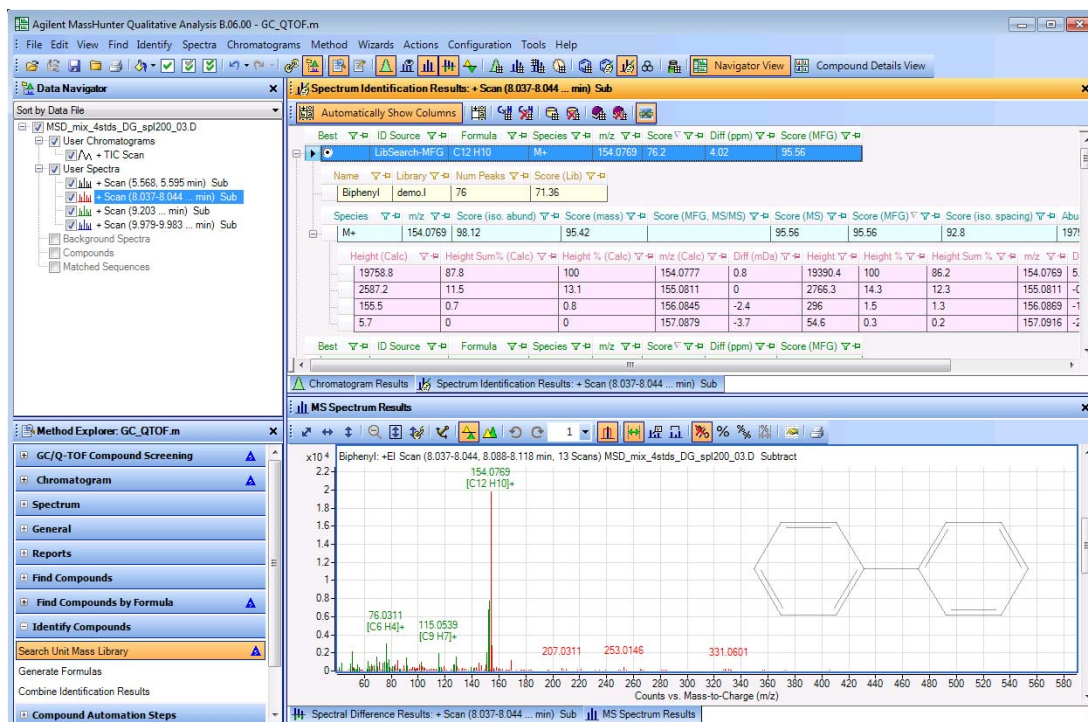 Agilent MassHunter Qualitative Analysis B.06.00 - GC_QTOF.m
File Edit View Find Identify Spectra Chromatograms Method Wizards Actions Configuration Tools Help
1
Navigator View
Compound Details View
Data Navigator
Sort by Data File
MSD_mix_4stds_DG_spl200_03.D
User Chromatograms
+ TIC Scan
User Spectra
+ Scan (5.568, 5.595 min) Sub
+ Scan (8.037-8.044 ... min) Sub
+ Scan (9.203 ... min) Sub
+ Scan (9.979-9.983 ... min) Sub
Background Spectra
Compounds
Matched Sequences
Spectrum Identification Results: + Scan (8.037-8.044 ... min) Sub
Automatically Show Columns
Best ID Source Formula Species m/z Score Diff (ppm) Score (MFG)
LibSearch-MFG C12 H10 M+ 154.0769 76.2 4.02 95.56
Name Library Num Peaks Score (Lib)
Biphenyl demo.l 76 71.36
Species m/z Score (iso. abund) Score (mass) Score (MFG, MS/MS) Score (MS) Score (MFG) Score (iso. spacing) Abu
M+ 154.0769 98.12 95.42 95.56 95.56 92.8 197
Height (Calc) Height Sum% (Calc) Height % (Calc) m/z (Calc) Diff (mDa) Height Height % Height Sum % m/z D
19758.8 87.8 100 154.0777 0.8 19390.4 100 86.2 154.0769 5.
2587.2 11.5 13.1 155.0811 0 2766.3 14.3 12.3 155.0811 -0
155.5 0.7 0.8 156.0845 -2.4 296 1.5 1.3 156.0869 -1
5.7 0 0 157.0879 -3.7 54.6 0.3 0.2 157.0916 -2
Best ID Source Formula Species m/z Score Diff (ppm) Score (MFG)
Chromatogram Results Spectrum Identification Results: + Scan (8.037-8.044 ... min) Sub
Method Explorer: GC_QTOF.m
GC/Q-TOF Compound Screening
Chromatogram
Spectrum
General
Reports
Find Compounds
Find Compounds by Formula
Identify Compounds
Search Unit Mass Library
Generate Formulas
Combine Identification Results
Compound Automation Steps
MS Spectrum Results
1
x10 4 Biphenyl: +EI Scan (8.037-8.044, 8.088-8.118 min, 13 Scans) MSD_mix_4stds_DG_spl200_03.D Subtract
2.2
2
1.8
1.6
1.4
1.2
1
0.8
0.6
0.4
0.2
0
154.0769
[C12 H10]+
76.0311
[C6 H4]+
115.0539
[C9 H7]+
207.0311
253.0146
331.0601
60 80 100 120 140 160 180 200 220 240 260 280 300 320 340 360 380 400 420 440 460 480 500 520 540 560 580
Counts vs. Mass-to-Charge (m/z)
Spectral Difference Results: + Scan (8.037-8.044 ... min) Sub MS Spectrum Results